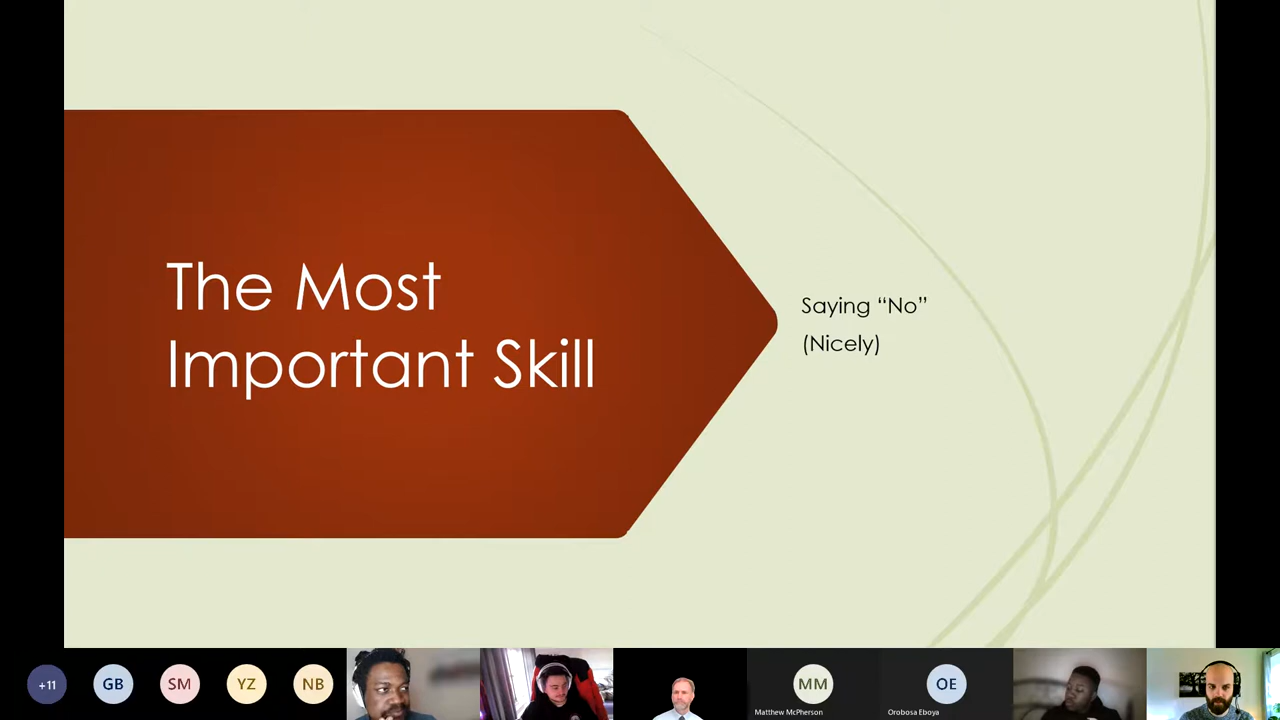 The Most
Important Skill
Saying “No”
(Nicely)
+11
GB
SM
YZ
NB
MM
Matthew McPherson
OE
Orobosa Eboya